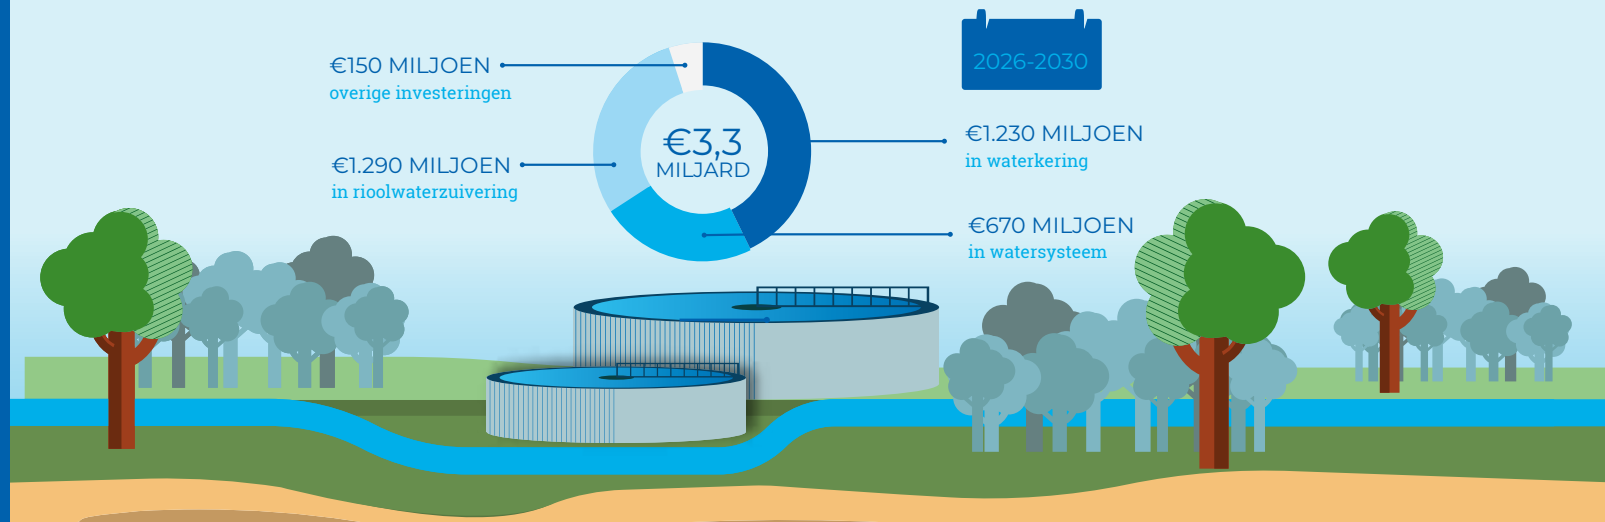 €150 MILJOEN
overige investeringen
€1.290 MILJOEN
in rioolwaterzuivering
€3,3
MILJARD
2026-2030
€1.230 MILJOEN
in waterkering
€670 MILJOEN
in watersysteem